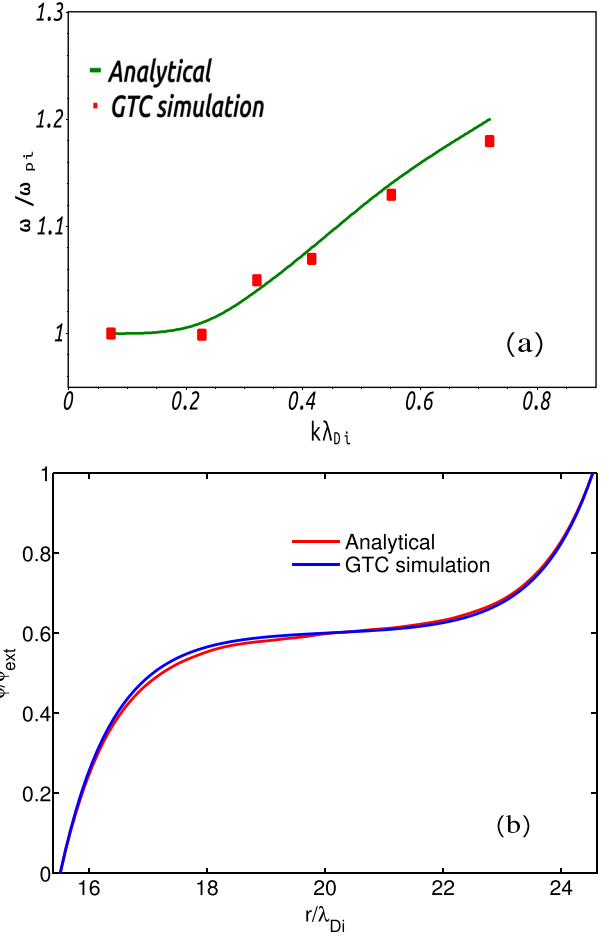 1.3
Analytical
GTC simulation
1.2
ω/ω pi
1.1
1
(a)
0 0.2 0.4 0.6 0.8
kλDi
1
Analytical
GTC simulation
0.8
0.6
φ/φext
0.4
0.2
(b)
0
16 18 20 22 24
r/λDi